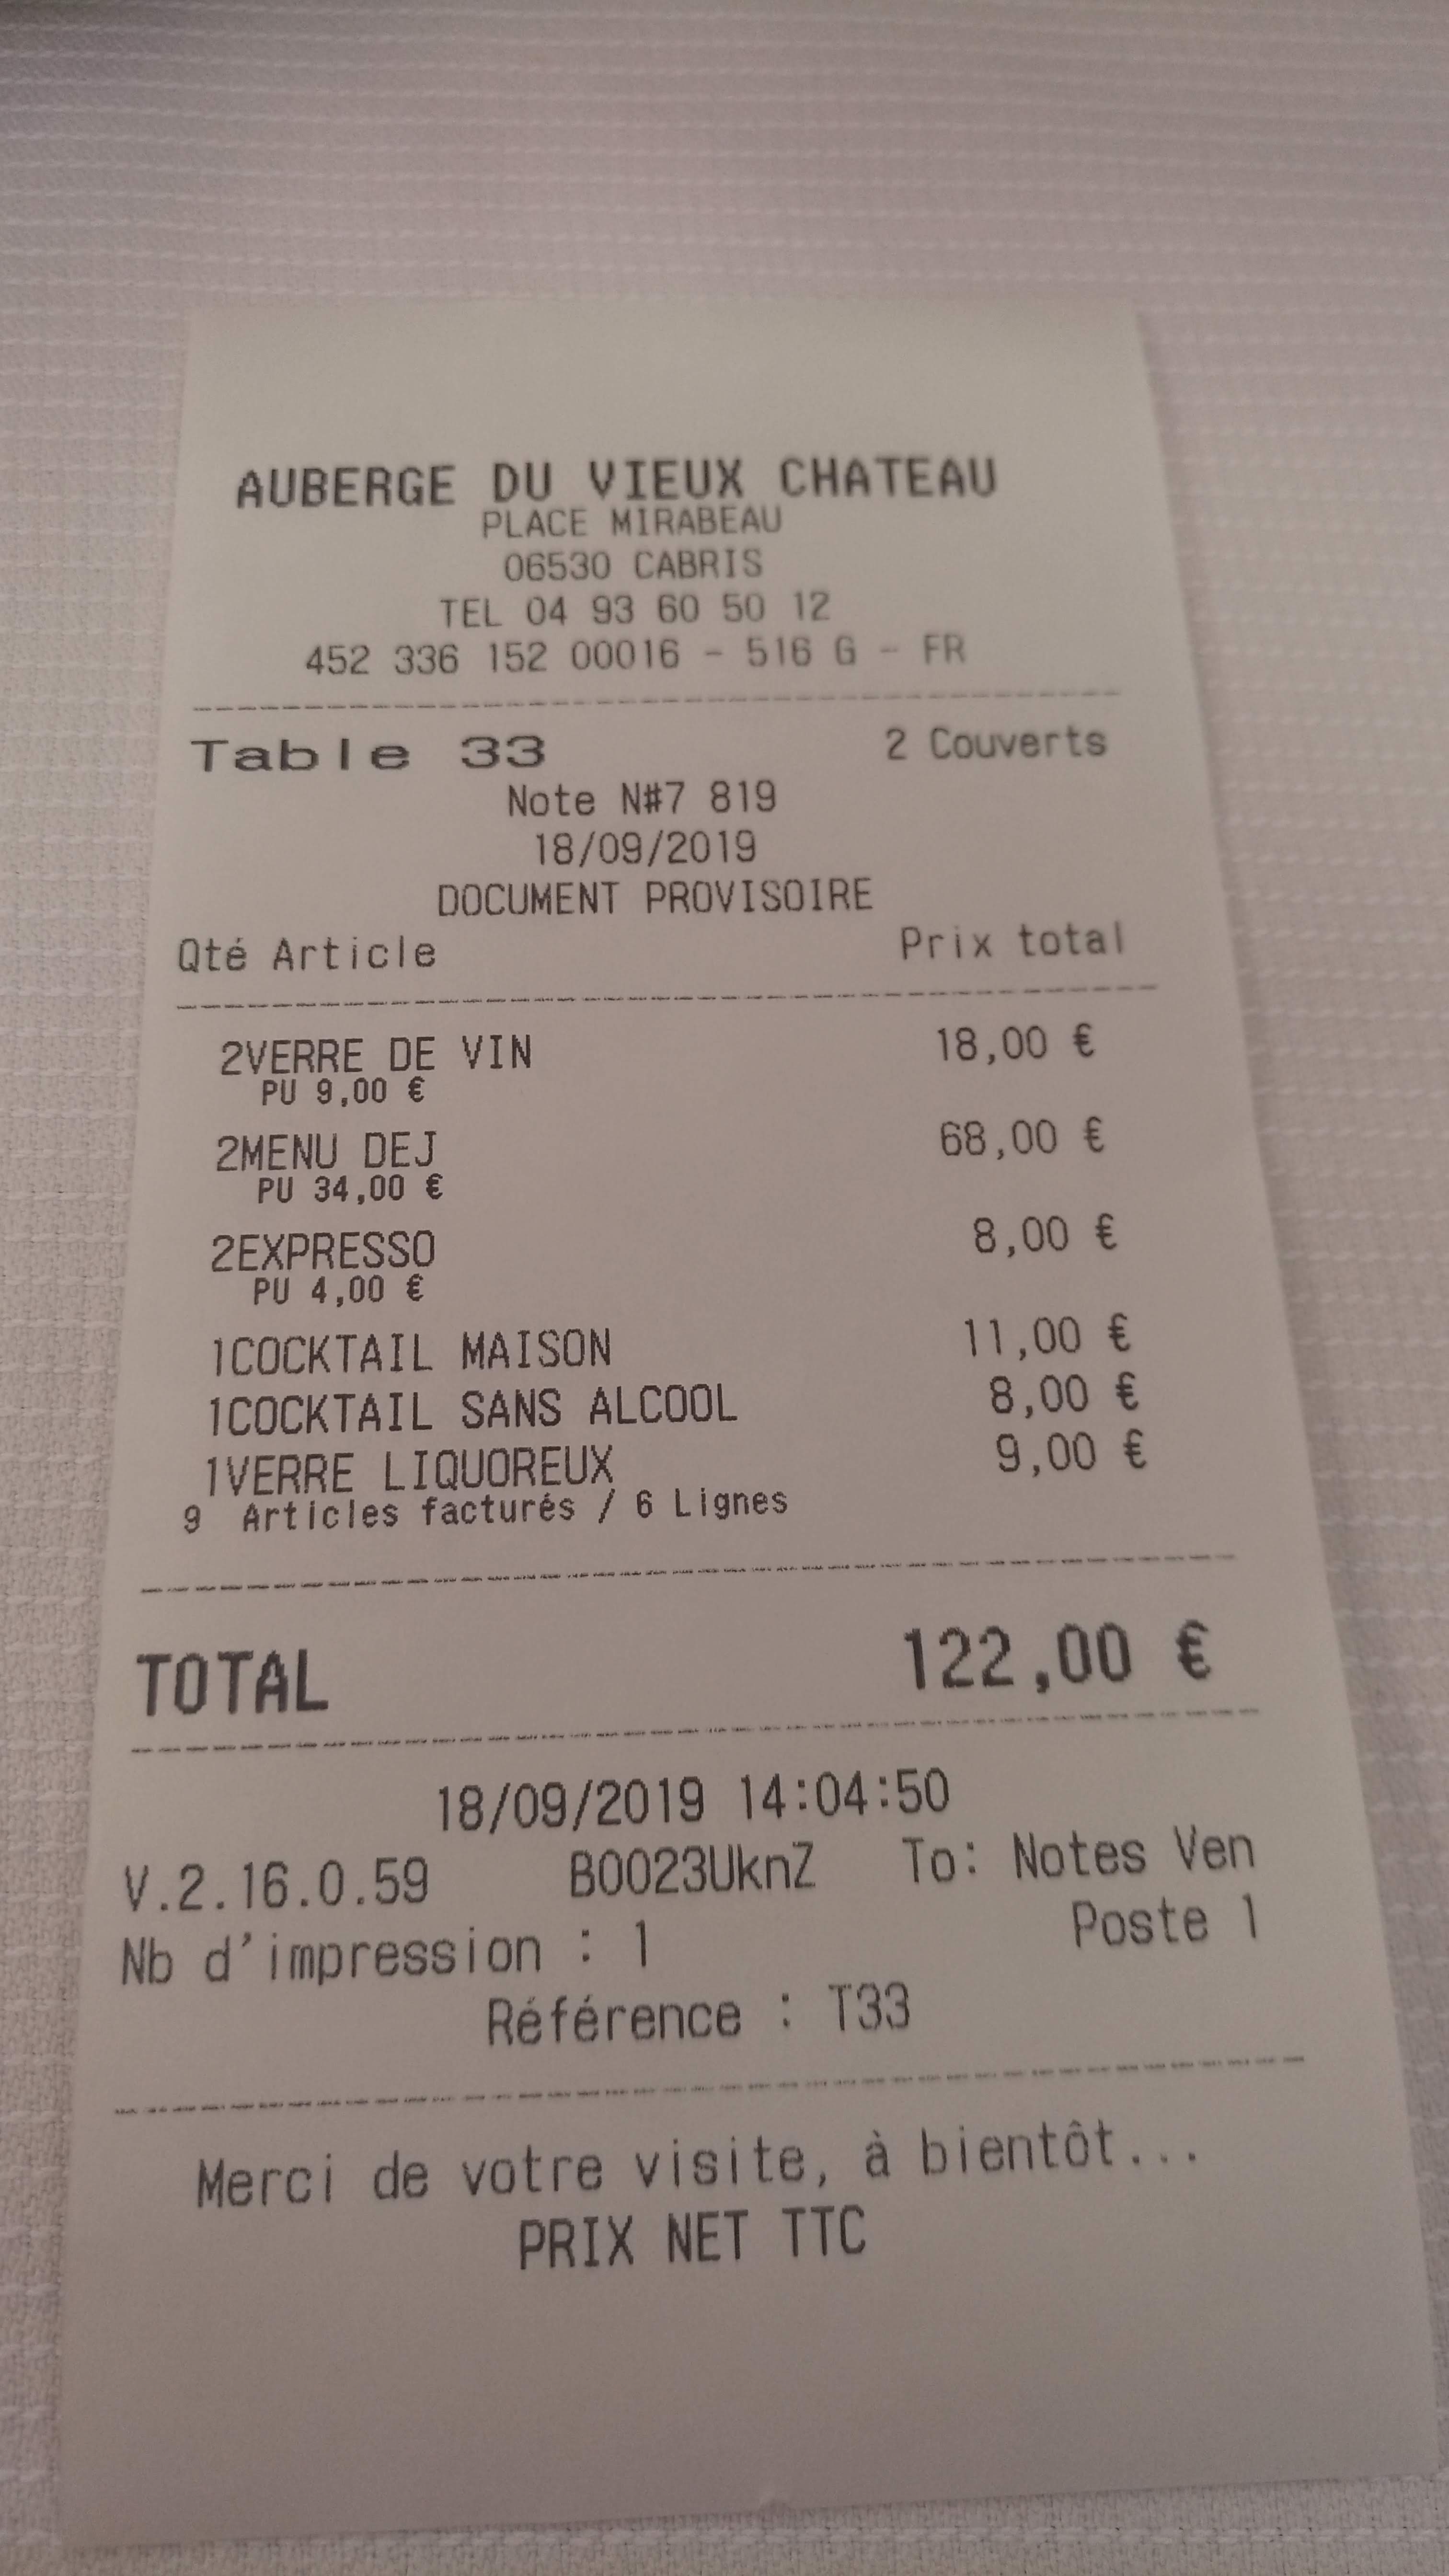 AUBERGE DU VIEUX CHATEAU
PLACE MIRABEAU
06530 CABRIS
TEL 04 93 60 50 12
452 336 152 00016 - 516 G - FR
Table 33 2 Couverts
Note N#7 819
18/09/2019
DOCUMENT PROVISOIRE
Qté Article Prix total
2VERRE DE VIN 18,00 €
PU 9,00 €
2MENU DEJ 68,00 €
PU 34,00 €
2EXPRESSO 8,00 €
PU 4,00 €
1COCKTAIL MAISON 11,00 €
1COCKTAIL SANS ALCOOL 8,00 €
1VERRE LIQUOREUX 9,00 €
9 Articles facturés / 6 Lignes
TOTAL 122,00 €
18/09/2019 14:04:50
V.2.16.0.59 B0023UknZ To: Notes Ven
Nb d'impression : 1 Poste 1
Référence : T33
Merci de votre visite, à bientôt...
PRIX NET TTC